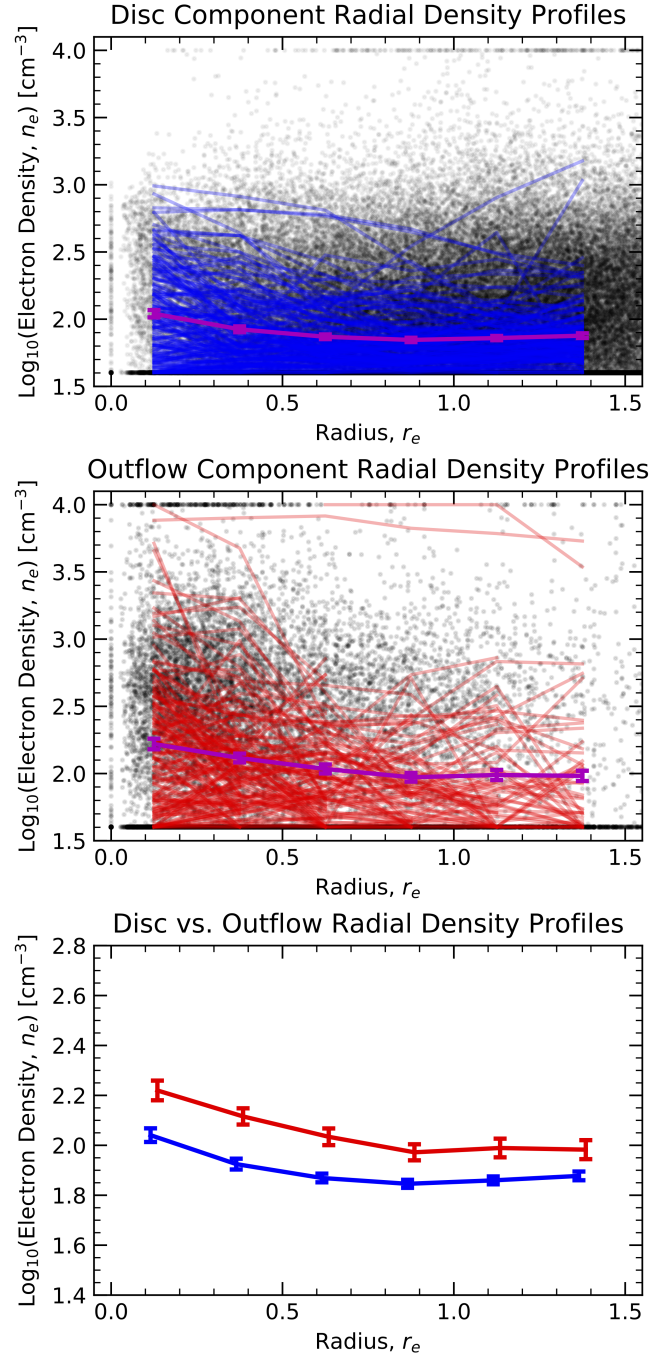 Disc Component Radial Density Profiles
Log₁₀(Electron Density, nₑ) [cm⁻³]
4.0
3.5
3.0
2.5
2.0
1.5
0.0 0.5 1.0 1.5
Radius, rₑ
Outflow Component Radial Density Profiles
Log₁₀(Electron Density, nₑ) [cm⁻³]
4.0
3.5
3.0
2.5
2.0
1.5
0.0 0.5 1.0 1.5
Radius, rₑ
Disc vs. Outflow Radial Density Profiles
Log₁₀(Electron Density, nₑ) [cm⁻³]
2.8
2.6
2.4
2.2
2.0
1.8
1.6
1.4
0.0 0.5 1.0 1.5
Radius, rₑ